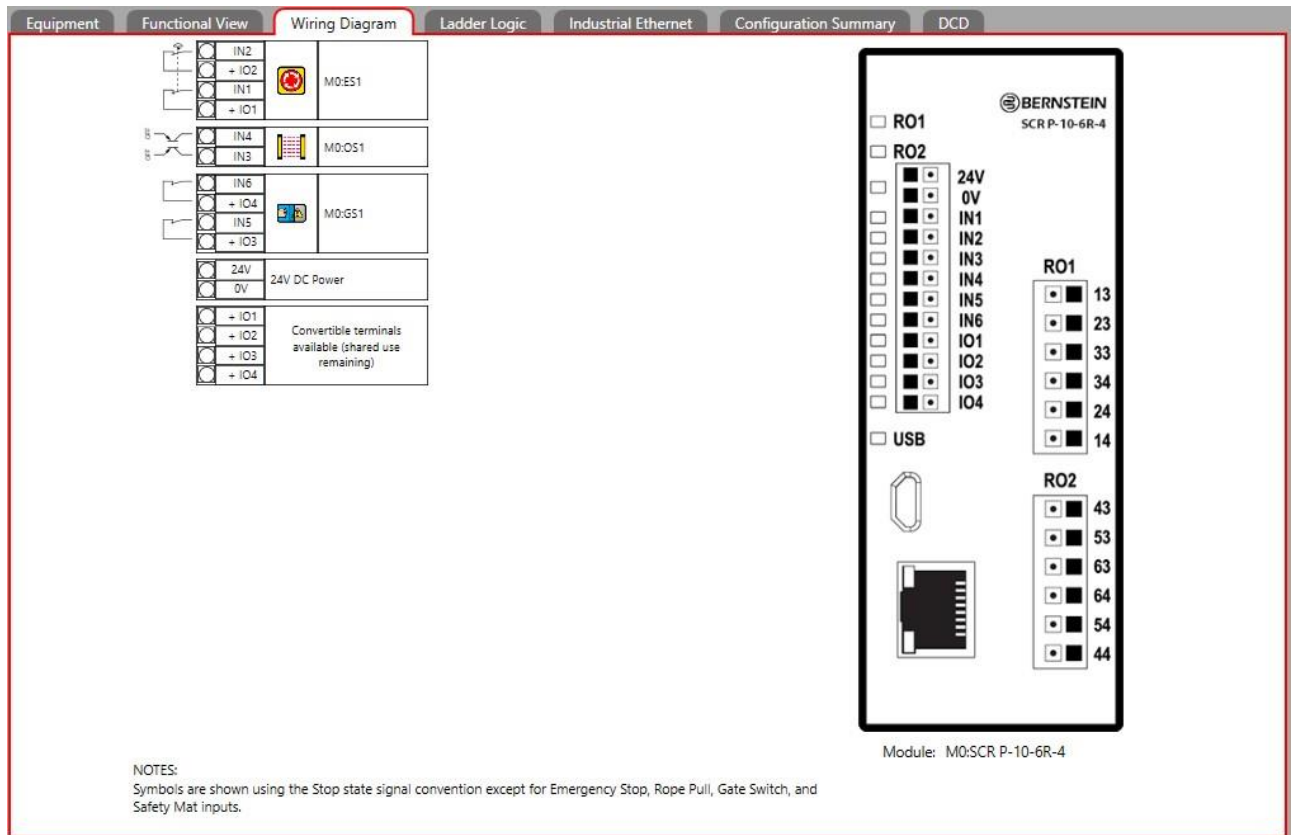 Equipment
Functional View
Wiring Diagram
Ladder Logic
Industrial Ethernet
Configuration Summary
DCD
IN2
+ IO2
IN1
+ IO1
M0:ES1
IN4
IN3
M0:OS1
IN6
+ IO4
IN5
+ IO3
M0:GS1
24V
0V
24V DC Power
+ IO1
+ IO2
+ IO3
+ IO4
Convertible terminals
available (shared use
remaining)
BERNSTEIN
SCR P-10-6R-4
RO1
RO2
24V
0V
IN1
IN2
IN3
IN4
IN5
IN6
IO1
IO2
IO3
IO4
USB
RO1
13
23
33
34
24
14
RO2
43
53
63
64
54
44
Module: M0:SCR P-10-6R-4
NOTES:
Symbols are shown using the Stop state signal convention except for Emergency Stop, Rope Pull, Gate Switch, and
Safety Mat inputs.